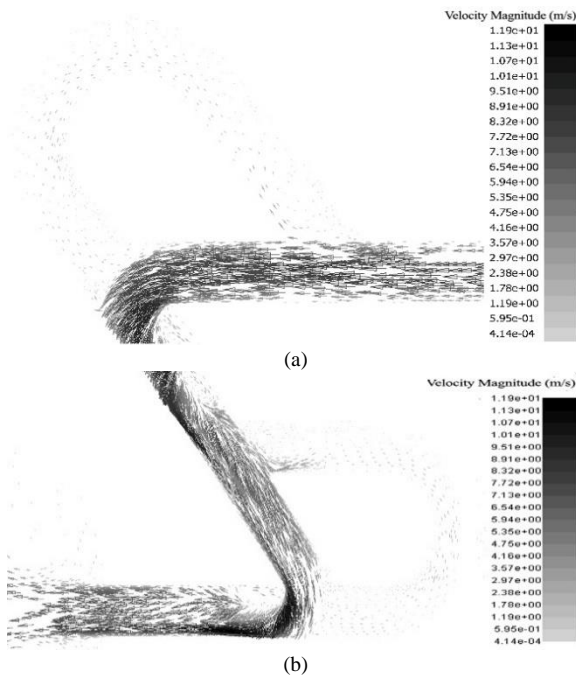 Velocity Magnitude (m/s)
1.19e+01
1.13e+01
1.07e+01
1.01e+01
9.51e+00
8.91e+00
8.32e+00
7.72e+00
7.13e+00
6.54e+00
5.94e+00
5.35e+00
4.75e+00
4.16e+00
3.57e+00
2.97e+00
2.38e+00
1.78e+00
1.19e+00
5.95e-01
4.14e-04
(a)
Velocity Magnitude (m/s)
1.19e+01
1.13e+01
1.07e+01
1.01e+01
9.51e+00
8.91e+00
8.32e+00
7.72e+00
7.13e+00
6.54e+00
5.94e+00
5.35e+00
4.75e+00
4.16e+00
3.57e+00
2.97e+00
2.38e+00
1.78e+00
1.19e+00
5.95e-01
4.14e-04
(b)